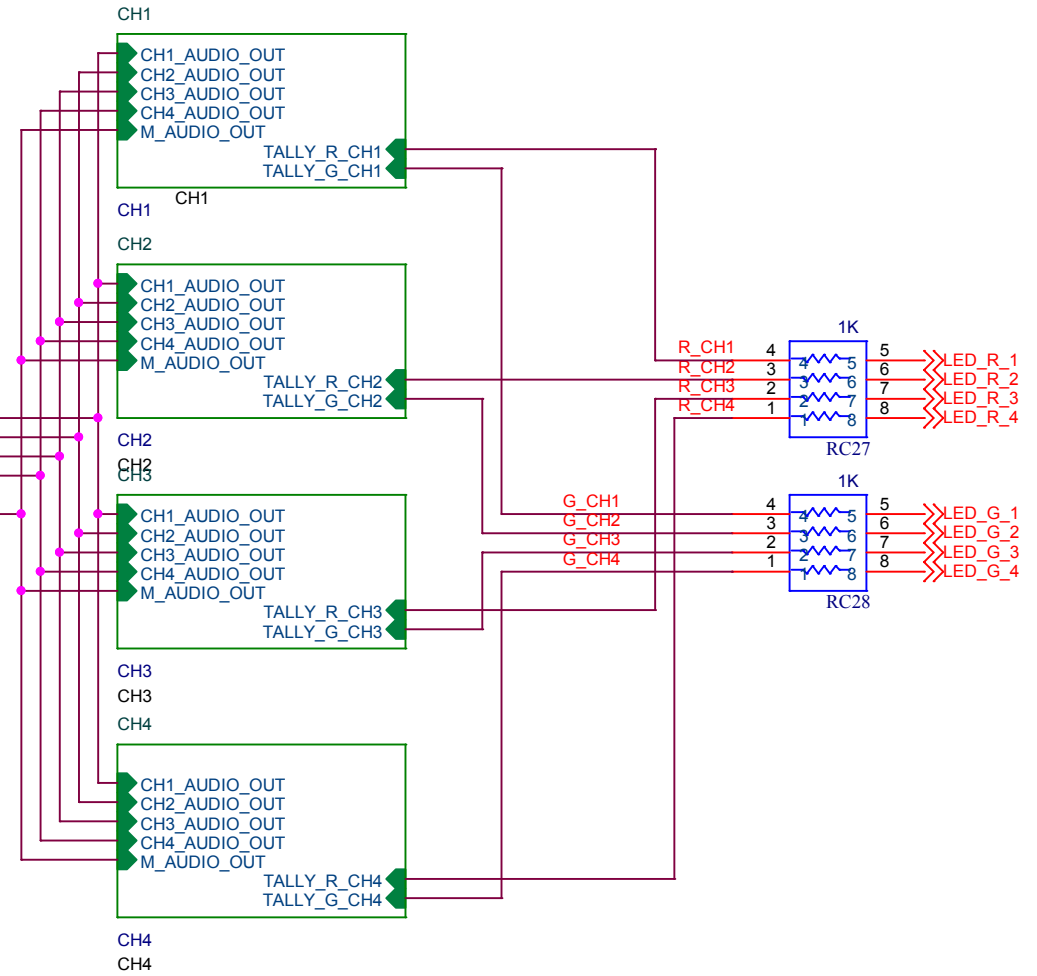 CH1
CH1_AUDIO_OUT
CH2_AUDIO_OUT
CH3_AUDIO_OUT
CH4_AUDIO_OUT
M_AUDIO_OUT
TALLY_R_CH1
TALLY_G_CH1
CH1
CH1
CH2
CH1_AUDIO_OUT
CH2_AUDIO_OUT
CH3_AUDIO_OUT
CH4_AUDIO_OUT
M_AUDIO_OUT
TALLY_R_CH2
TALLY_G_CH2
CH2
CH2
CH3
CH1_AUDIO_OUT
CH2_AUDIO_OUT
CH3_AUDIO_OUT
CH4_AUDIO_OUT
M_AUDIO_OUT
TALLY_R_CH3
TALLY_G_CH3
CH3
CH3
CH4
CH1_AUDIO_OUT
CH2_AUDIO_OUT
CH3_AUDIO_OUT
CH4_AUDIO_OUT
M_AUDIO_OUT
TALLY_R_CH4
TALLY_G_CH4
CH4
CH4
1K
R_CH1 4 4 5 5 LED_R_1
R_CH2 3 3 6 6 LED_R_2
R_CH3 2 2 7 7 LED_R_3
R_CH4 1 1 8 8 LED_R_4
RC27
1K
G_CH1 4 4 5 5 LED_G_1
G_CH2 3 3 6 6 LED_G_2
G_CH3 2 2 7 7 LED_G_3
G_CH4 1 1 8 8 LED_G_4
RC28